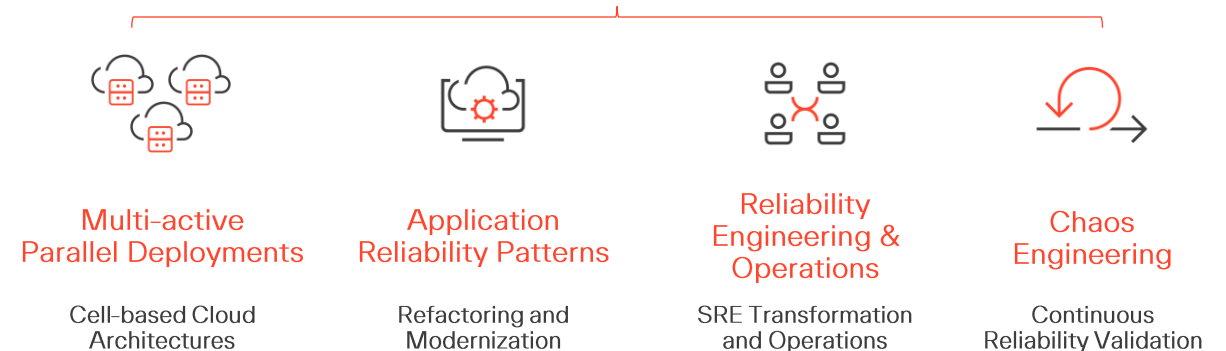 Multi-active
Parallel Deployments
Cell-based Cloud
Architectures
Application
Reliability Patterns
Refactoring and
Modernization
Reliability
Engineering &
Operations
SRE Transformation
and Operations
Chaos
Engineering
Continuous
Reliability Validation